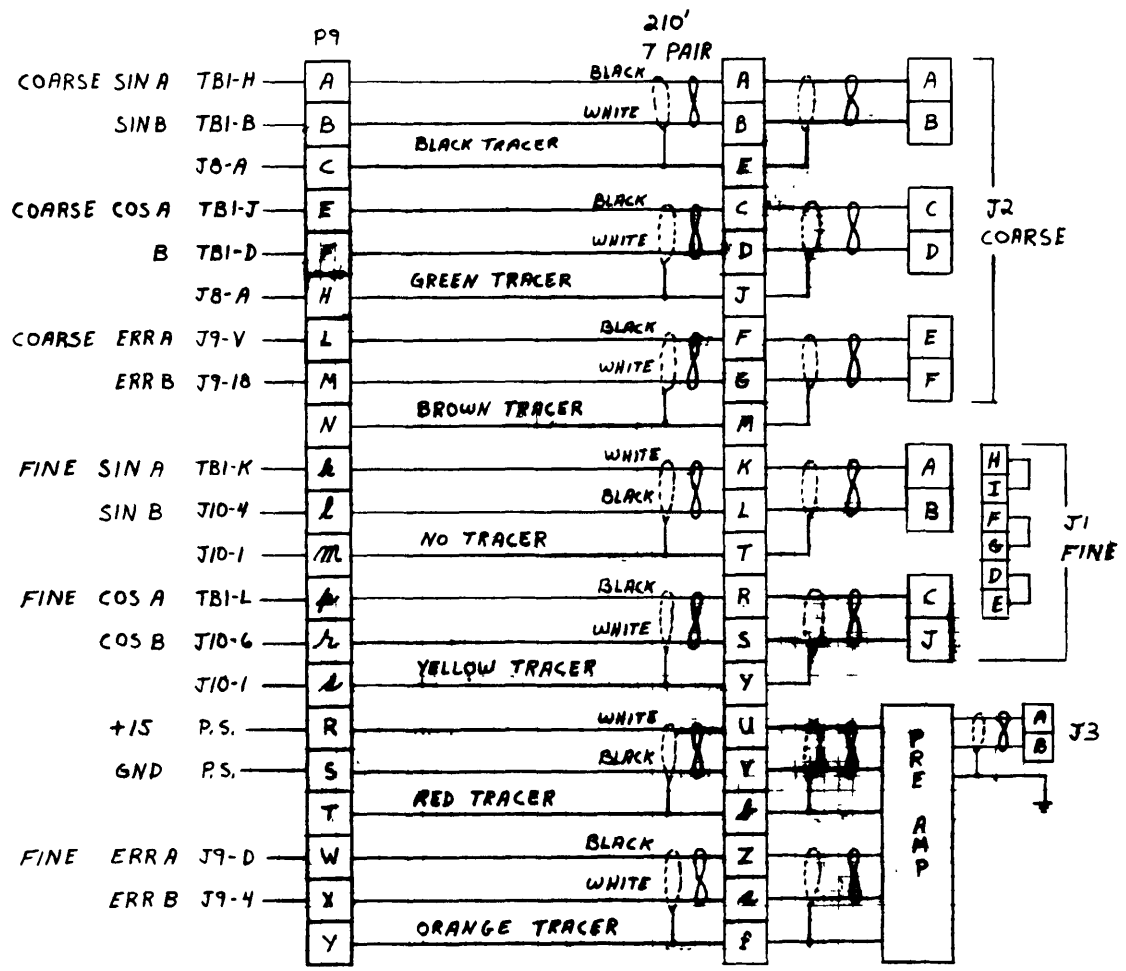 210'
P9 7 PAIR
COARSE SIN A TB1-H A BLACK A A
SIN B TB1-B B WHITE B B
J8-A C BLACK TRACER E
COARSE COS A TB1-J E BLACK C C
J2
COARSE
B TB1-D F WHITE D D
J8-A H GREEN TRACER J
COARSE ERR A J9-V L BLACK F E
ERR B J9-18 M WHITE G F
N BROWN TRACER M
FINE SIN A TB1-K k WHITE K A H
I
SIN B J10-4 l BLACK L B F
J1
FINE
J10-1 m NO TRACER T G
D
FINE COS A TB1-L p BLACK R C E
COS B J10-6 r WHITE S J
J10-1 s YELLOW TRACER Y
+15 P.S. R WHITE U A J3
GND P.S. S BLACK V B
T RED TRACER
PRE AMP
FINE ERR A J9-D W BLACK Z
ERR B J9-4 X WHITE
Y ORANGE TRACER f